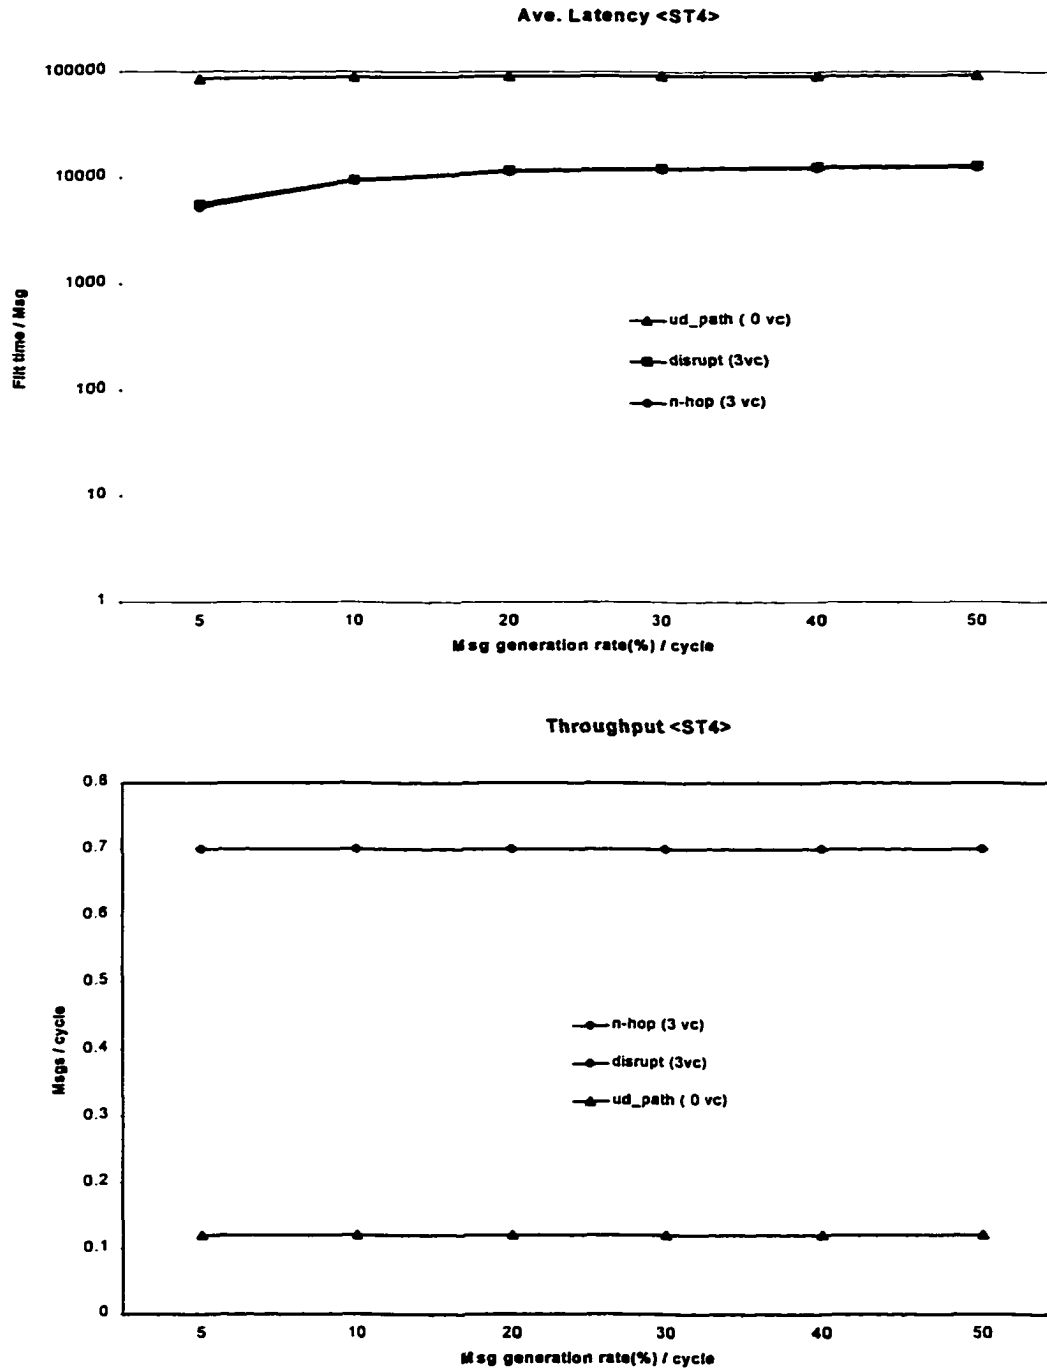 Ave. Latency <ST4>
100000
10000
1000
100
10
1
Flit time / Msg
ud_path ( 0 vc)
disrupt (3vc)
n-hop (3 vc)
5 10 20 30 40 50
Msg generation rate(%) / cycle
Throughput <ST4>
0.8
0.7
0.6
0.5
0.4
0.3
0.2
0.1
0
Msgs / cycle
n-hop (3 vc)
disrupt (3vc)
ud_path ( 0 vc)
5 10 20 30 40 50
Msg generation rate(%) / cycle